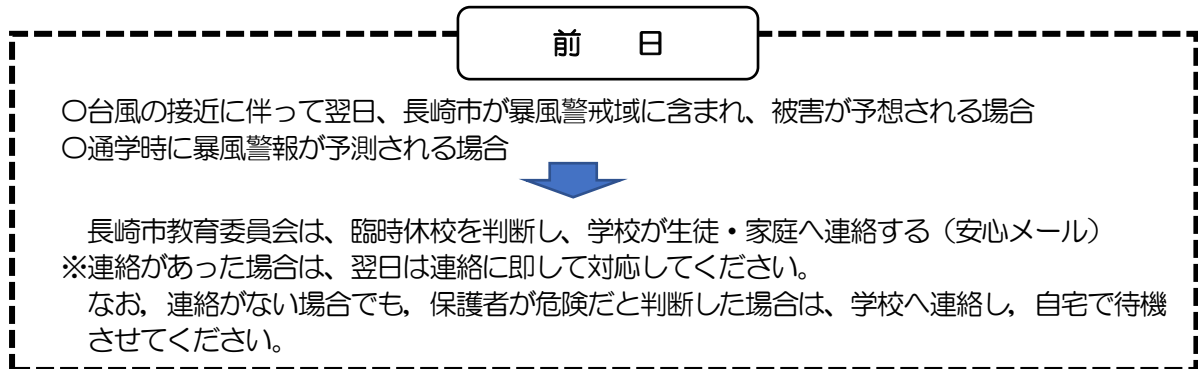 前　日
○台風の接近に伴って翌日、長崎市が暴風警戒域に含まれ、被害が予想される場合
○通学時に暴風警報が予測される場合
長崎市教育委員会は、臨時休校を判断し、学校が生徒・家庭へ連絡する（安心メール）
※連絡があった場合は、翌日は連絡に即して対応してください。
なお，連絡がない場合でも，保護者が危険だと判断した場合は、学校へ連絡し，自宅で待機
させてください。